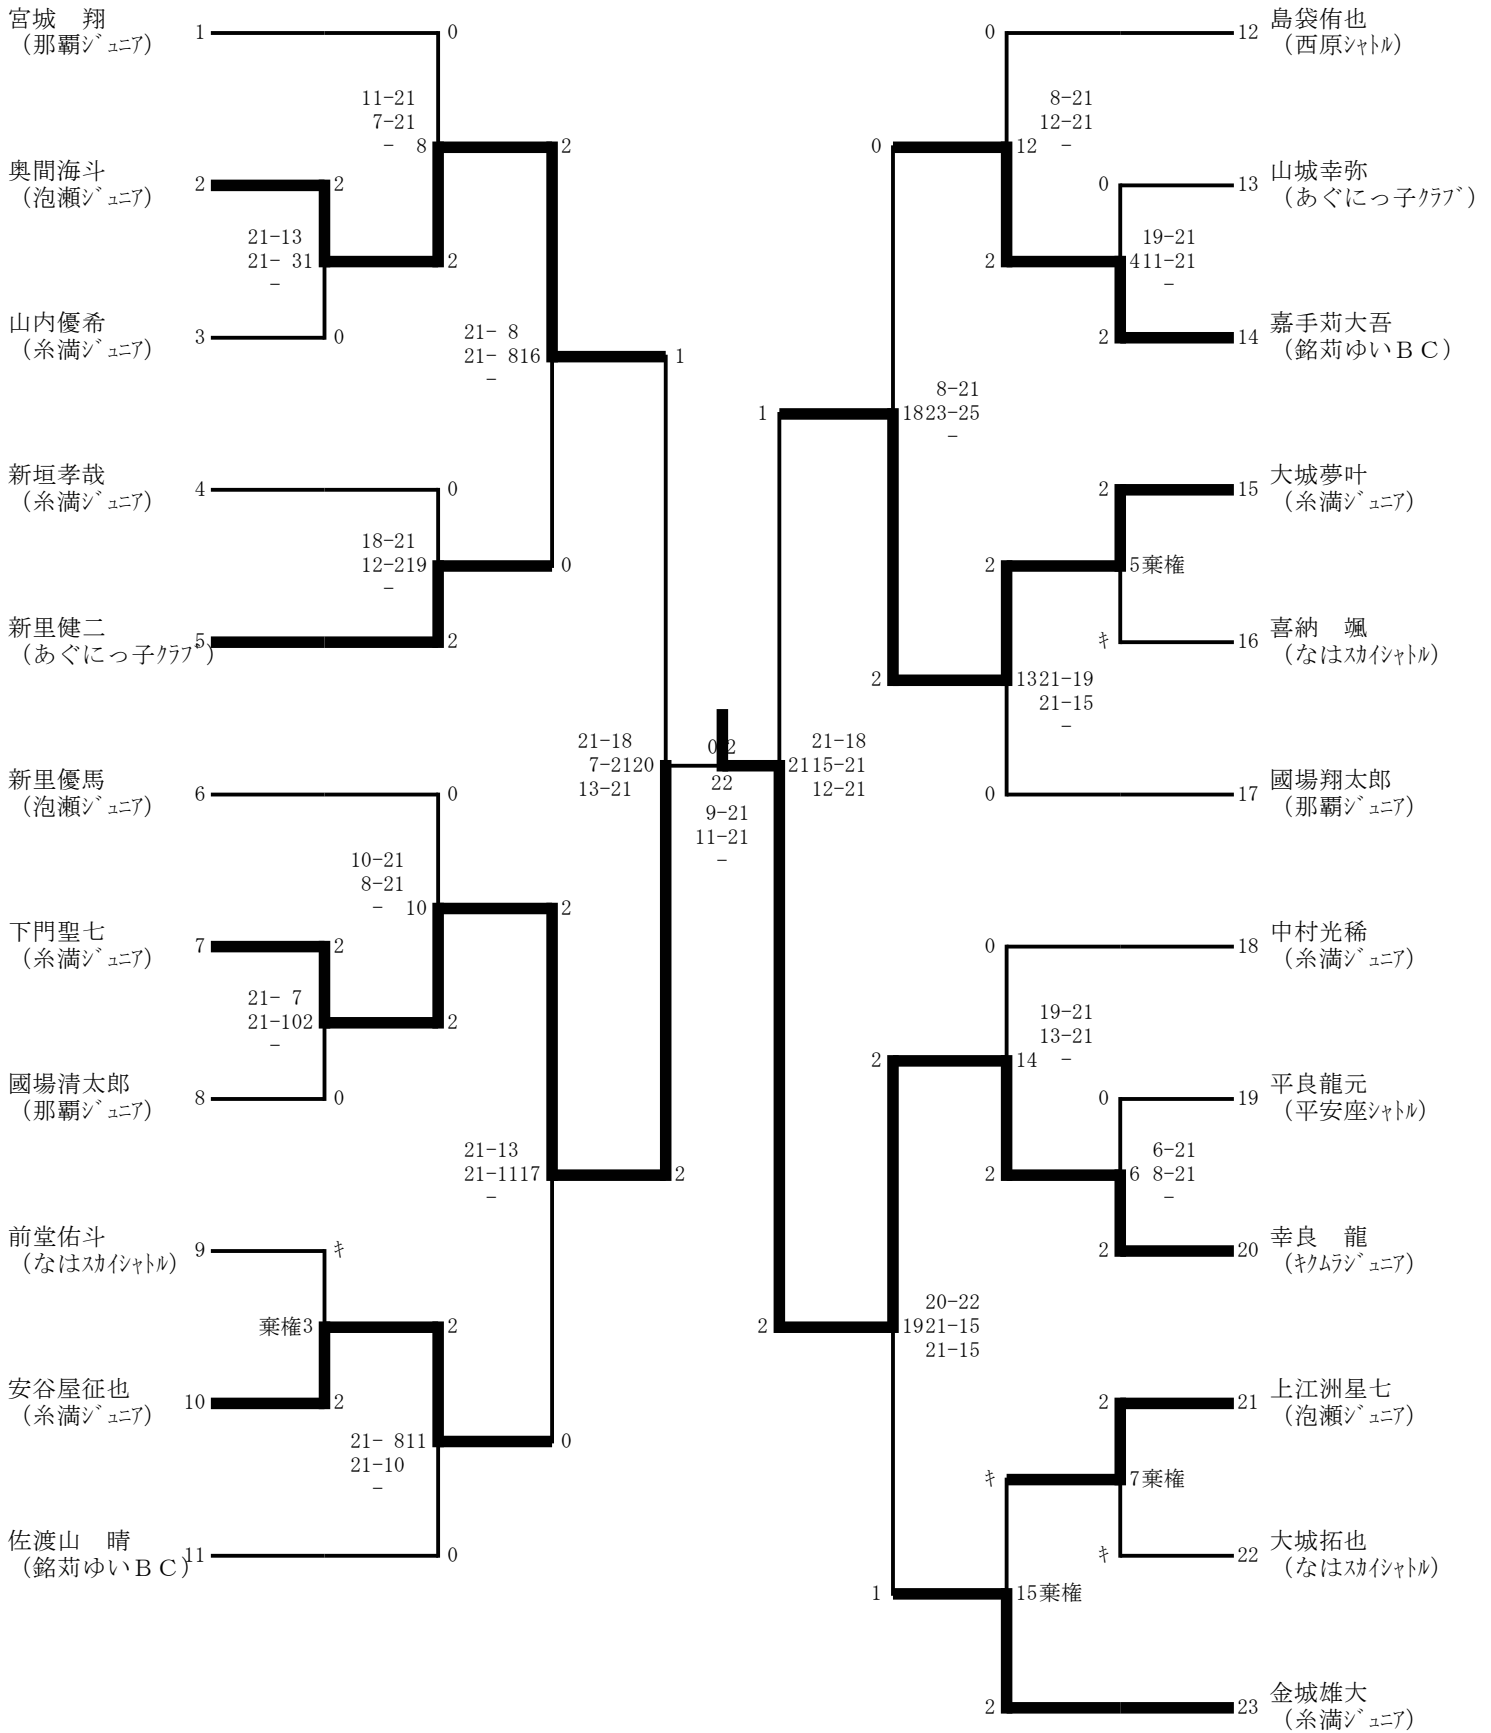 宮城　翔
（那覇ｼﾞｭﾆｱ）
1
0
11-21
7-21
-
8
2
奥間海斗
（泡瀬ｼﾞｭﾆｱ）
2
2
21-13
21- 31
-
2
山内優希
（糸満ｼﾞｭﾆｱ）
3
0
21- 8
21- 816
-
1
新垣孝哉
（糸満ｼﾞｭﾆｱ）
4
0
18-21
12-219
-
0
新里健二
（あぐにっ子ｸﾗﾌﾞ）
5
2
21-18
7-2120
13-21
新里優馬
（泡瀬ｼﾞｭﾆｱ）
6
0
10-21
8-21
-
10
2
下門聖七
（糸満ｼﾞｭﾆｱ）
7
2
21- 7
21-102
-
2
國場清太郎
（那覇ｼﾞｭﾆｱ）
8
0
21-13
21-1117
-
2
前堂佑斗
（なはｽｶｲｼｬﾄﾙ）
9
ｷ
棄権3
2
安谷屋征也
（糸満ｼﾞｭﾆｱ）
10
2
21- 811
21-10
-
0
佐渡山　晴
（銘苅ゆいＢＣ）
11
0
0 2
22
9-21
11-21
-
島袋侑也
（西原ｼｬﾄﾙ）
12
0
8-21
12-21
-
12
0
山城幸弥
（あぐにっ子ｸﾗﾌﾞ）
13
0
19-21
411-21
-
2
嘉手苅大吾
（銘苅ゆいＢＣ）
14
2
8-21
1823-25
-
1
大城夢叶
（糸満ｼﾞｭﾆｱ）
15
2
5棄権
2
喜納　颯
（なはｽｶｲｼｬﾄﾙ）
16
ｷ
1321-19
21-15
-
2
國場翔太郎
（那覇ｼﾞｭﾆｱ）
17
0
21-18
2115-21
12-21
中村光稀
（糸満ｼﾞｭﾆｱ）
18
0
19-21
13-21
-
14
2
平良龍元
（平安座ｼｬﾄﾙ）
19
0
6-21
6 8-21
-
2
幸良　龍
（ｷｸﾑﾗｼﾞｭﾆｱ）
20
2
20-22
1921-15
21-15
2
上江洲星七
（泡瀬ｼﾞｭﾆｱ）
21
2
7棄権
ｷ
大城拓也
（なはｽｶｲｼｬﾄﾙ）
22
ｷ
15棄権
1
金城雄大
（糸満ｼﾞｭﾆｱ）
23
2